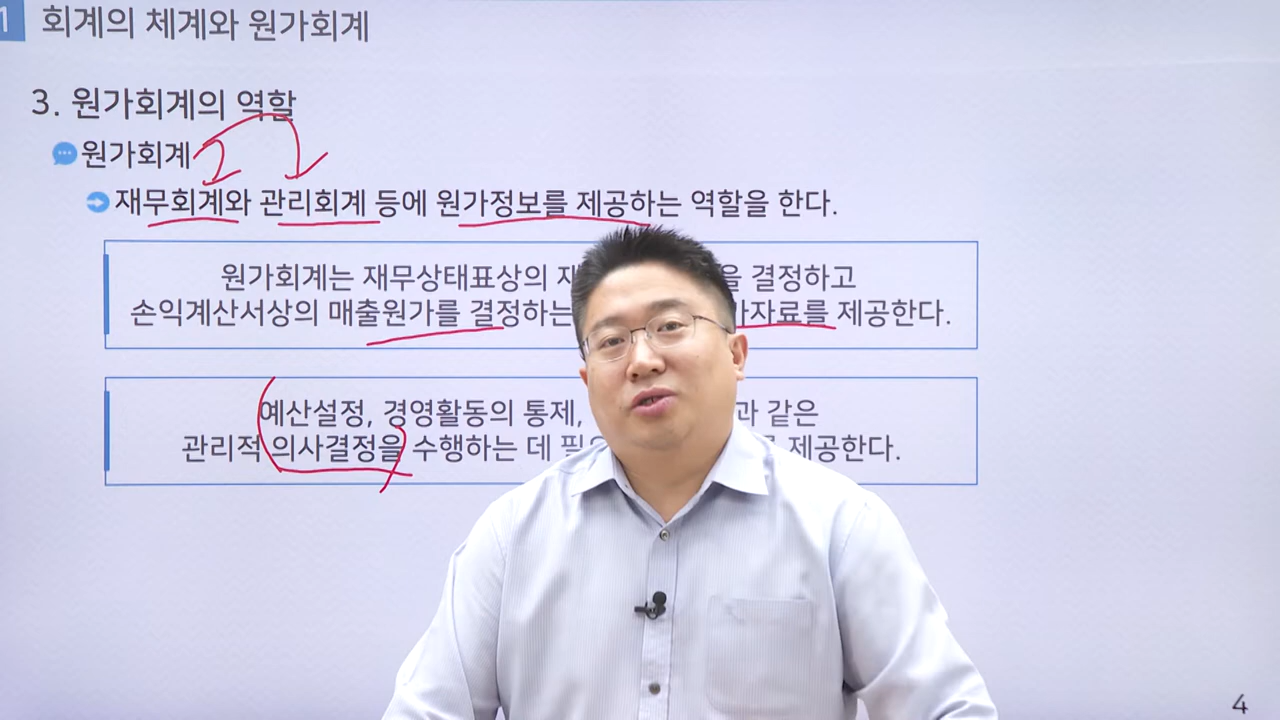 1 회계의 체계와 원가회계
3. 원가회계의 역할
원가회계
재무회계와 관리회계 등에 원가정보를 제공하는 역할을 한다.
원가회계는 재무상태표상의 을 결정하고
손익계산서상의 매출원가를 결정하는 제공한다.
예산설정, 경영활동의 통제, 같은
관리적 의사결정을 수행하는 데 제공한다.
4